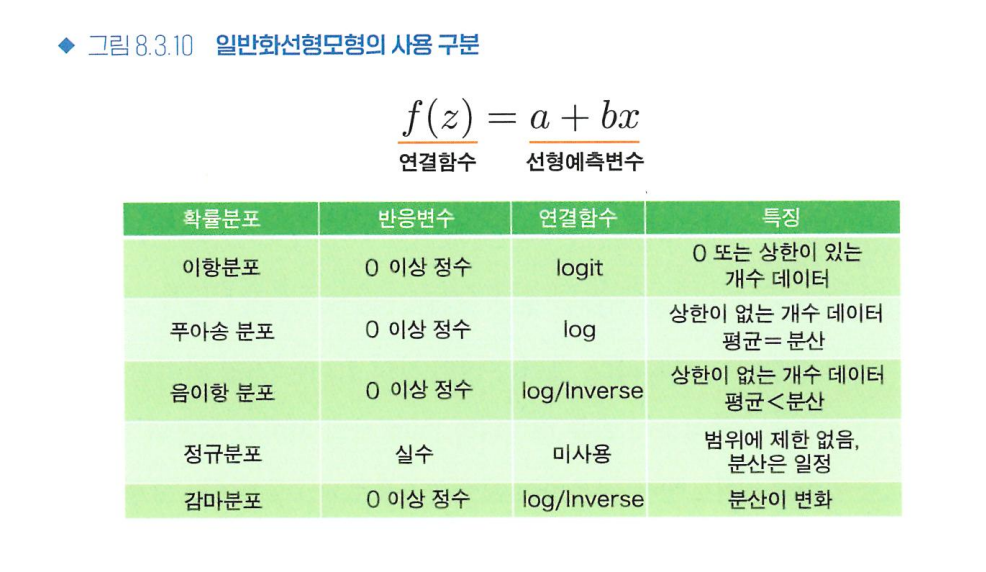 ◆ 그림 8.3.10 일반화선형모형의 사용 구분
f(z) = a + bx
연결함수 선형예측변수
확률분포 반응변수 연결함수 특징
이항분포 0 이상 정수 logit 0 또는 상한이 있는
개수 데이터
푸아송 분포 0 이상 정수 log 상한이 없는 개수 데이터
평균=분산
음이항 분포 0 이상 정수 log/Inverse 상한이 없는 개수 데이터
평균<분산
정규분포 실수 미사용 범위에 제한 없음,
분산은 일정
감마분포 0 이상 정수 log/Inverse 분산이 변화